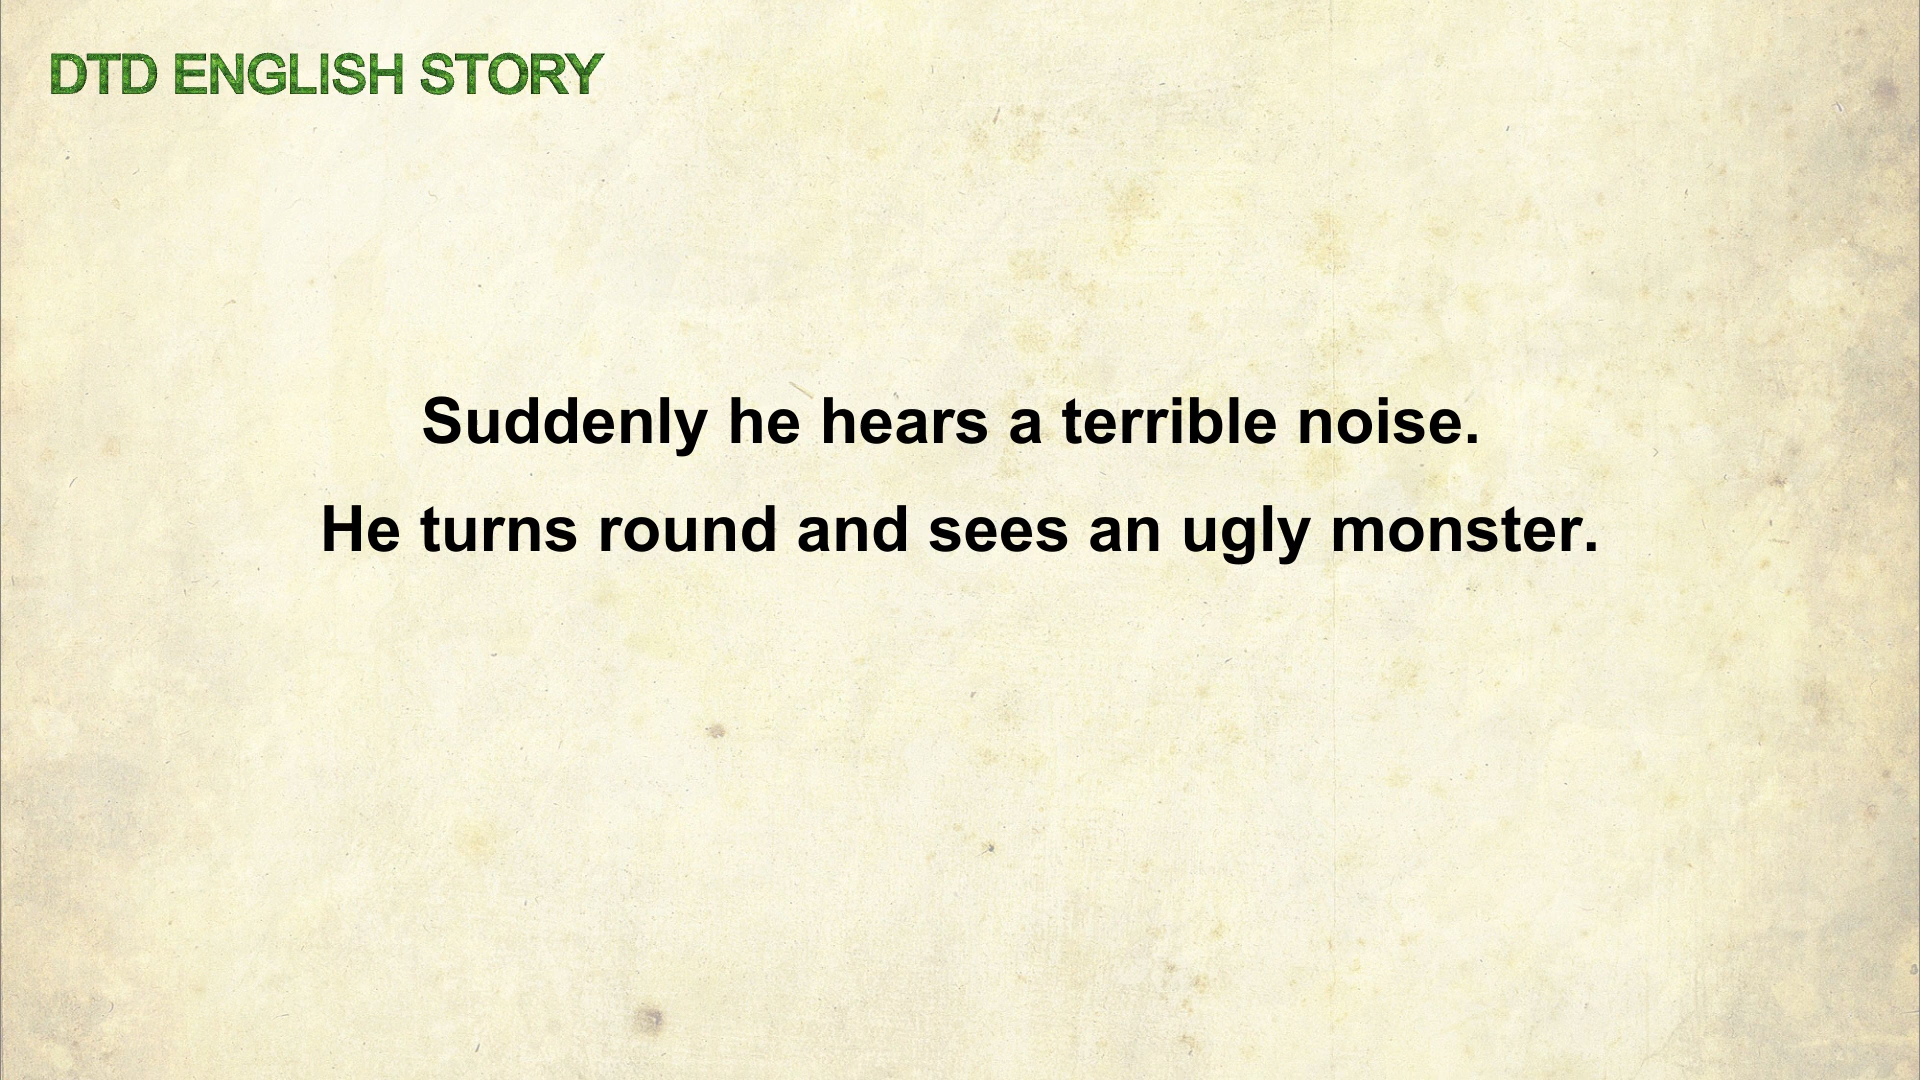 DTD ENGLISH STORY
Suddenly he hears a terrible noise.
He turns round and sees an ugly monster.